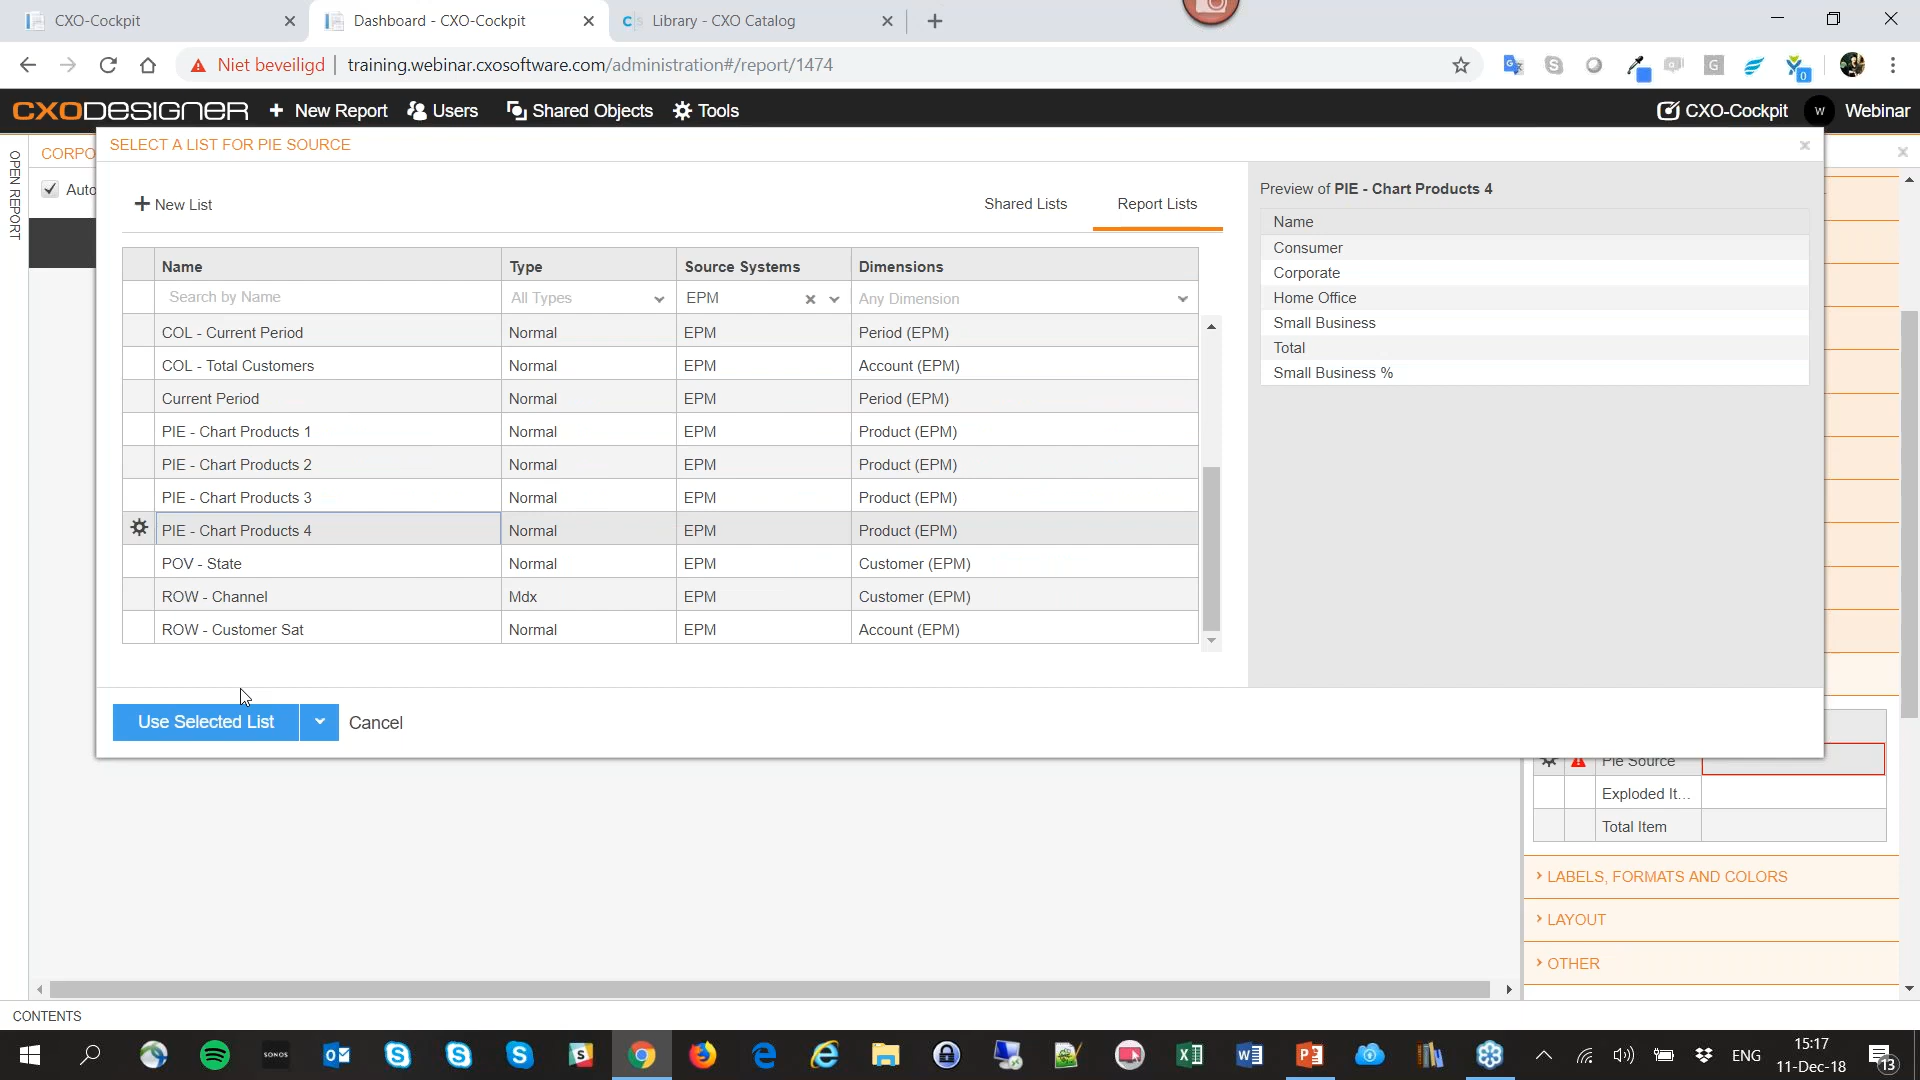 CXO-Cockpit
Dashboard - CXO-Cockpit
Library - CXO Catalog
Niet beveiligd
training.webinar.cxosoftware.com/administration#/report/1474
CXODESIGNER
New Report
Users
Shared Objects
Tools
CXO-Cockpit
W
Webinar
OPEN REPORT
CORPO
Auto
SELECT A LIST FOR PIE SOURCE
New List
Shared Lists
Report Lists
Name Type Source Systems Dimensions
Search by Name All Types EPM Any Dimension
COL - Current Period Normal EPM Period (EPM)
COL - Total Customers Normal EPM Account (EPM)
Current Period Normal EPM Period (EPM)
PIE - Chart Products 1 Normal EPM Product (EPM)
PIE - Chart Products 2 Normal EPM Product (EPM)
PIE - Chart Products 3 Normal EPM Product (EPM)
PIE - Chart Products 4 Normal EPM Product (EPM)
POV - State Normal EPM Customer (EPM)
ROW - Channel Mdx EPM Customer (EPM)
ROW - Customer Sat Normal EPM Account (EPM)
Preview of PIE - Chart Products 4
Name
Consumer
Corporate
Home Office
Small Business
Total
Small Business %
Use Selected List
Cancel
Pie Source
Exploded It...
Total Item
LABELS, FORMATS AND COLORS
LAYOUT
OTHER
CONTENTS
SONOS
ENG
15:17
11-Dec-18
13